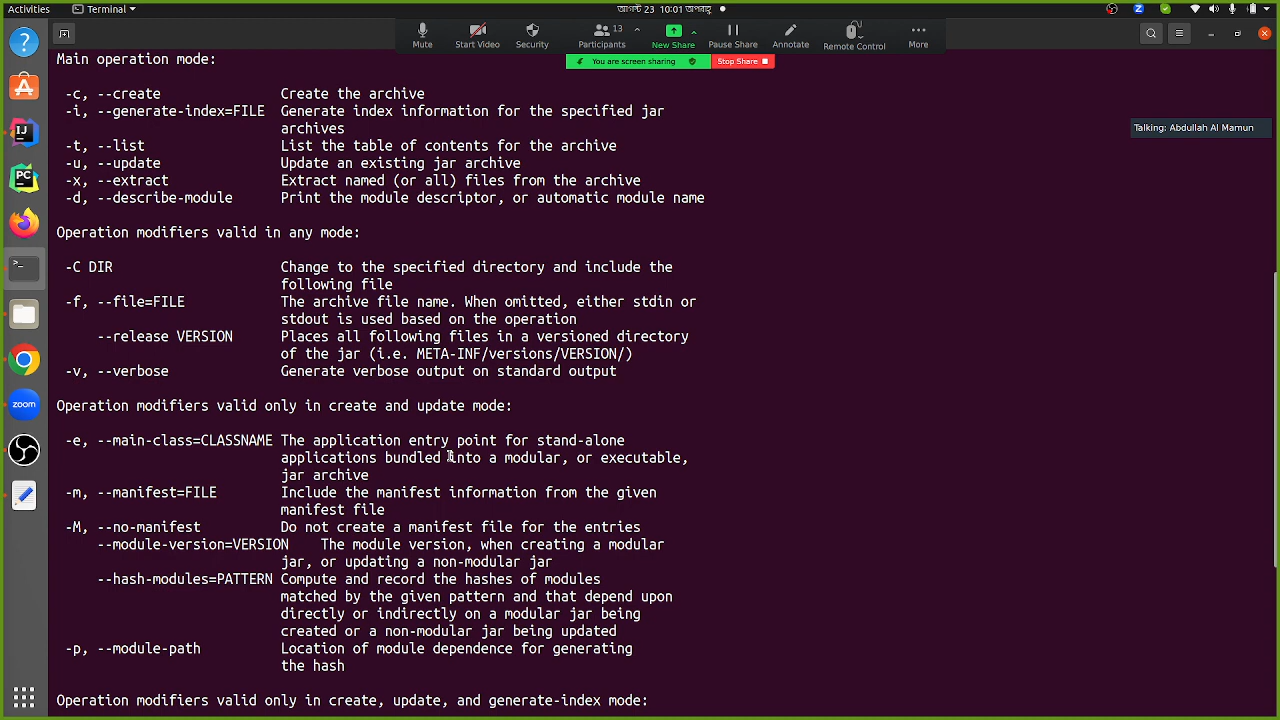 Activities
Terminal
আগস্ট 23 10:01 অপরাহ্ণ
Mute
Start Video
Security
13
Participants
New Share
Pause Share
Annotate
Remote Control
More
You are screen sharing
Stop Share
Talking: Abdullah Al Mamun
Main operation mode:
-c, --create Create the archive
-i, --generate-index=FILE Generate index information for the specified jar
archives
-t, --list List the table of contents for the archive
-u, --update Update an existing jar archive
-x, --extract Extract named (or all) files from the archive
-d, --describe-module Print the module descriptor, or automatic module name
Operation modifiers valid in any mode:
-C DIR Change to the specified directory and include the
following file
-f, --file=FILE The archive file name. When omitted, either stdin or
stdout is used based on the operation
--release VERSION Places all following files in a versioned directory
of the jar (i.e. META-INF/versions/VERSION/)
-v, --verbose Generate verbose output on standard output
Operation modifiers valid only in create and update mode:
-e, --main-class=CLASSNAME The application entry point for stand-alone
applications bundled into a modular, or executable,
jar archive
-m, --manifest=FILE Include the manifest information from the given
manifest file
-M, --no-manifest Do not create a manifest file for the entries
--module-version=VERSION The module version, when creating a modular
jar, or updating a non-modular jar
--hash-modules=PATTERN Compute and record the hashes of modules
matched by the given pattern and that depend upon
directly or indirectly on a modular jar being
created or a non-modular jar being updated
-p, --module-path Location of module dependence for generating
the hash
Operation modifiers valid only in create, update, and generate-index mode:
IJ
PC
zoom